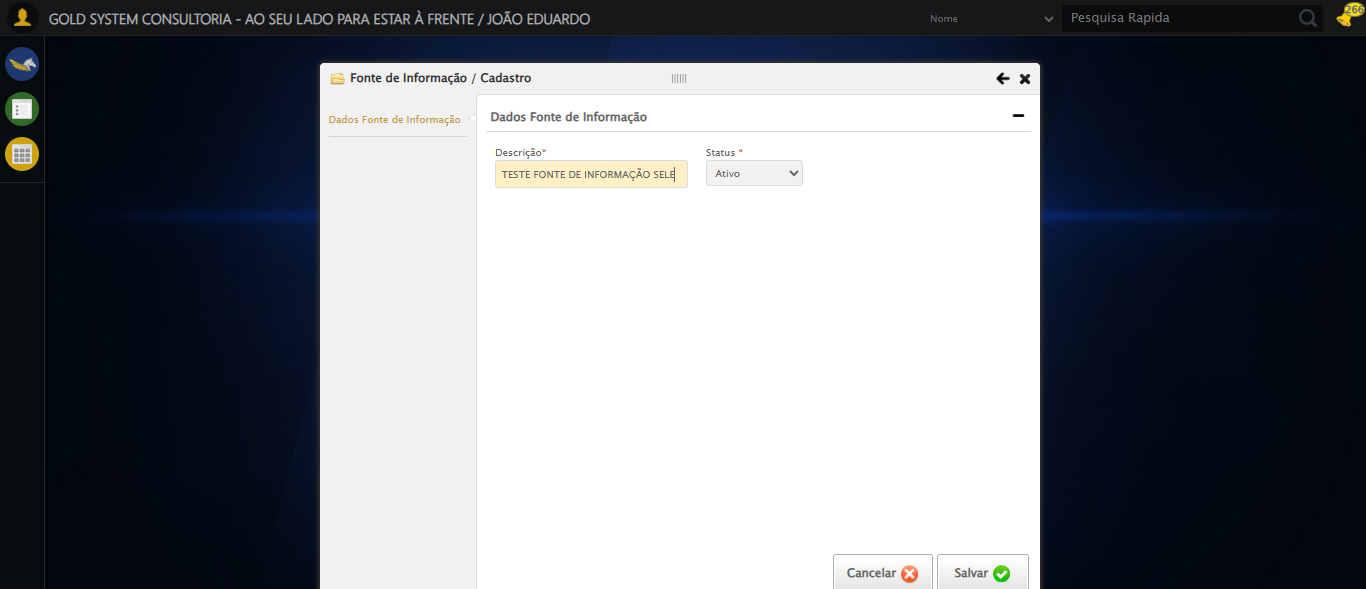 GOLD SYSTEM CONSULTORIA - AO SEU LADO PARA ESTAR À FRENTE / JOÃO EDUARDO
Nome
Pesquisa Rapida
266
Fonte de Informação / Cadastro
Dados Fonte de Informação
Dados Fonte de Informação
Descrição*
Status *
TESTE FONTE DE INFORMAÇÃO SELE
Ativo
Cancelar
Salvar